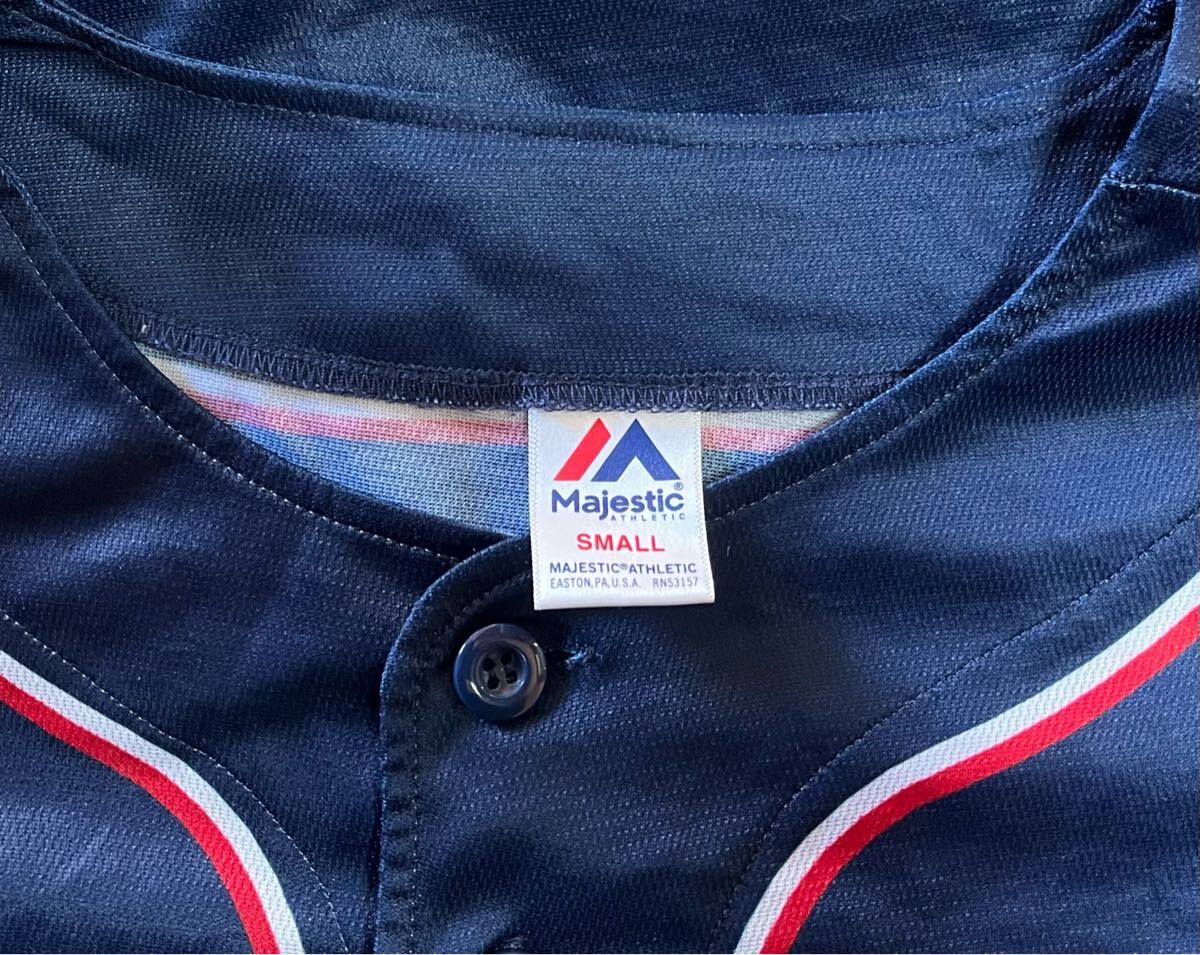 Majestic®
ATHLETIC
SMALL
MAJESTIC®ATHLETIC
EASTON, PA, U.S.A. RN53157